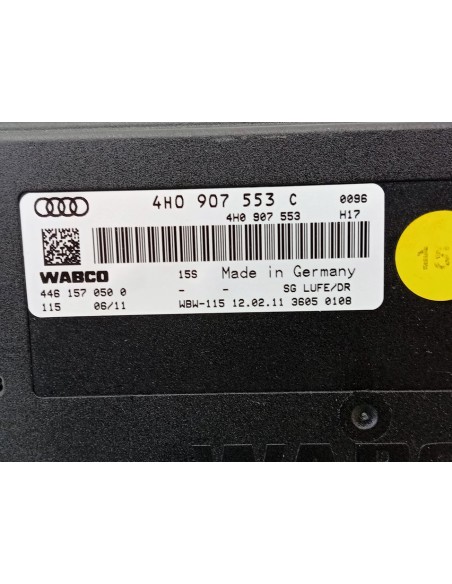 4H0 907 553 C 0096
4H0 907 553 H17
WABCO 15S Made in Germany
446 157 050 0 - - SG LUFE/DR
115 06/11 WBW-115 12.02.11 3605 0108